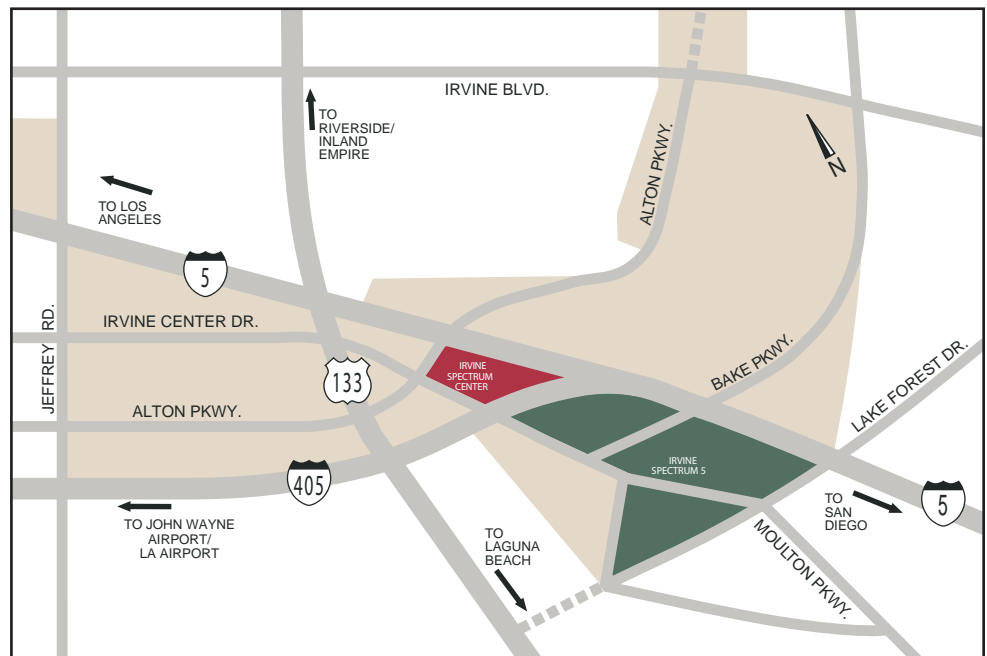 IRVINE BLVD.
TO
RIVERSIDE/
INLAND
EMPIRE
ALTON PKWY.
N
TO LOS
ANGELES
5
JEFFREY RD.
IRVINE CENTER DR.
133
IRVINE
SPECTRUM
CENTER
BAKE PKWY.
LAKE FOREST DR.
ALTON PKWY.
IRVINE
SPECTRUM 5
405
TO JOHN WAYNE
AIRPORT/
LA AIRPORT
TO
LAGUNA
BEACH
TO
SAN
DIEGO
5
MOULTON PKWY.